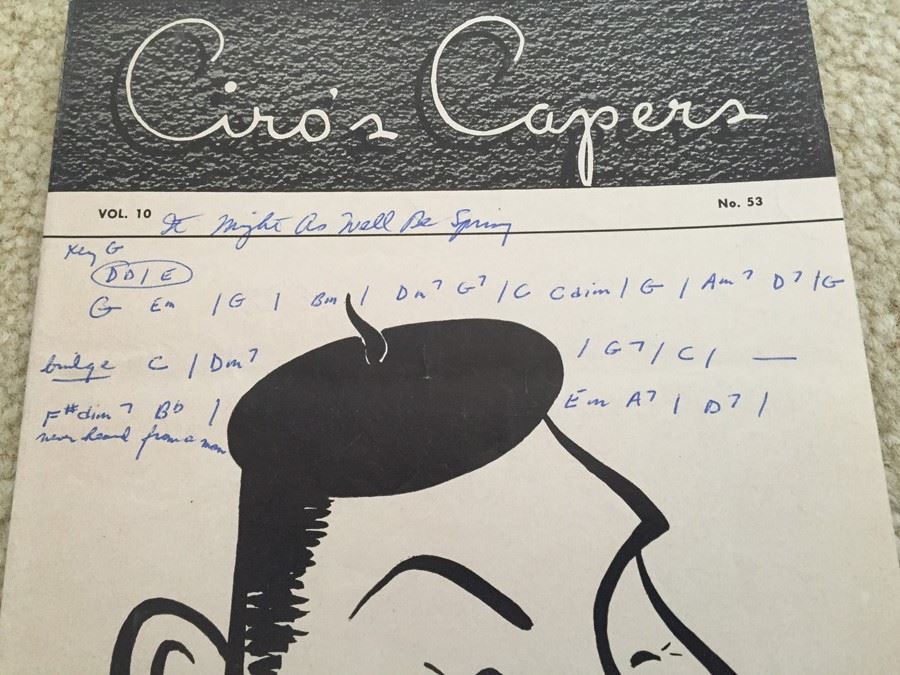 Ciro's Capers
VOL. 10 No. 53
It Might As Well Be Spring
Key G
DD/E
G Em / G / Bm / Dm7 G7 / C Cdim / G / Am7 D7 / G
bridge C / Dm7 / G7 / C / —
F#dim7 Bb / Em A7 / D7 /
never heard from a man